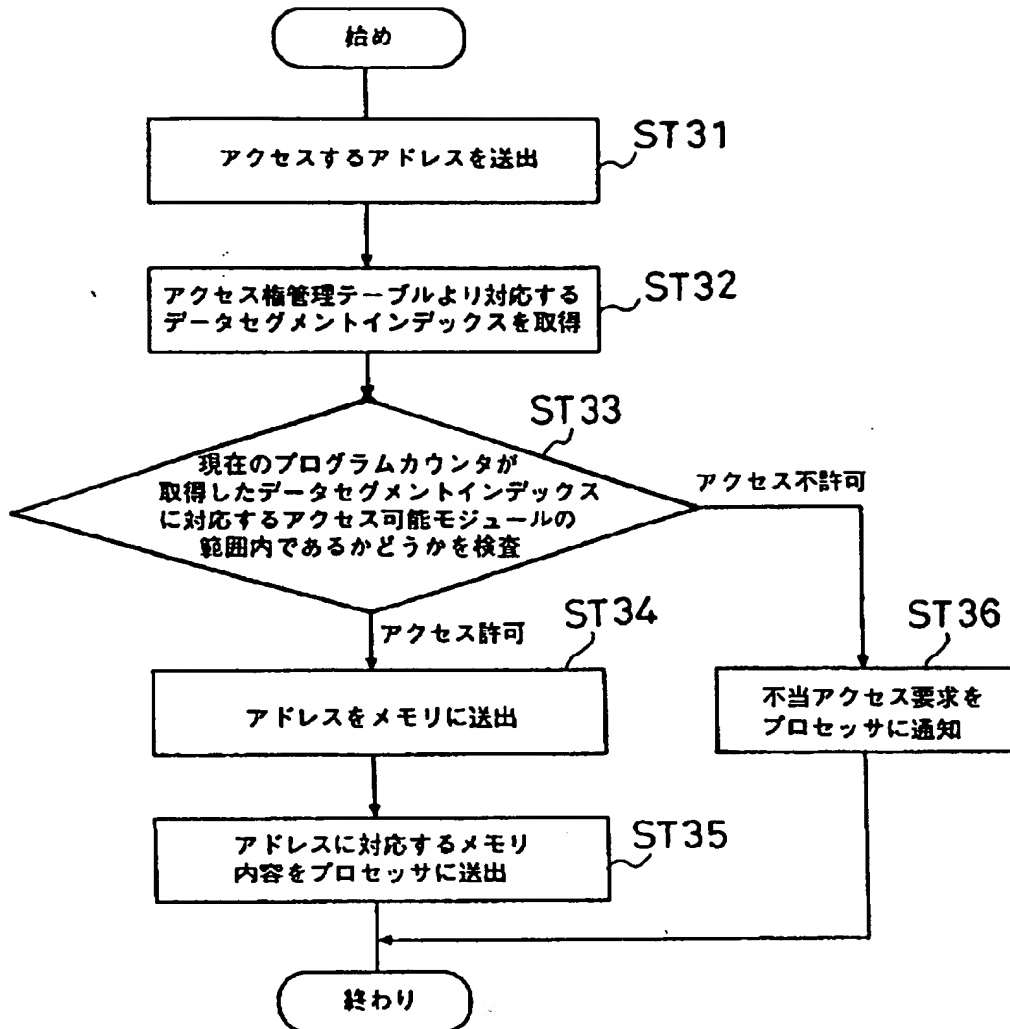 始め
アクセスするアドレスを送出
ST31
アクセス権管理テーブルより対応する
データセグメントインデックスを取得
ST32
ST33
現在のプログラムカウンタが
取得したデータセグメントインデックス
に対応するアクセス可能モジュールの
範囲内であるかどうかを検査
アクセス不許可
アクセス許可
ST34
アドレスをメモリに送出
ST36
不当アクセス要求を
プロセッサに通知
アドレスに対応するメモリ
内容をプロセッサに送出
ST35
終わり